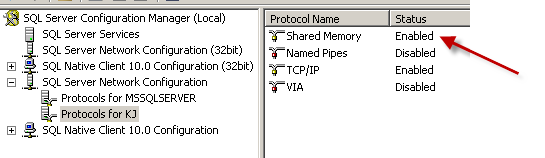 SQL Server Configuration Manager (Local)
SQL Server Services
SQL Server Network Configuration (32bit)
SQL Native Client 10.0 Configuration (32bit)
SQL Server Network Configuration
Protocols for MSSQLSERVER
Protocols for KJ
SQL Native Client 10.0 Configuration
Protocol Name Status
Shared Memory Enabled
Named Pipes Disabled
TCP/IP Enabled
VIA Disabled